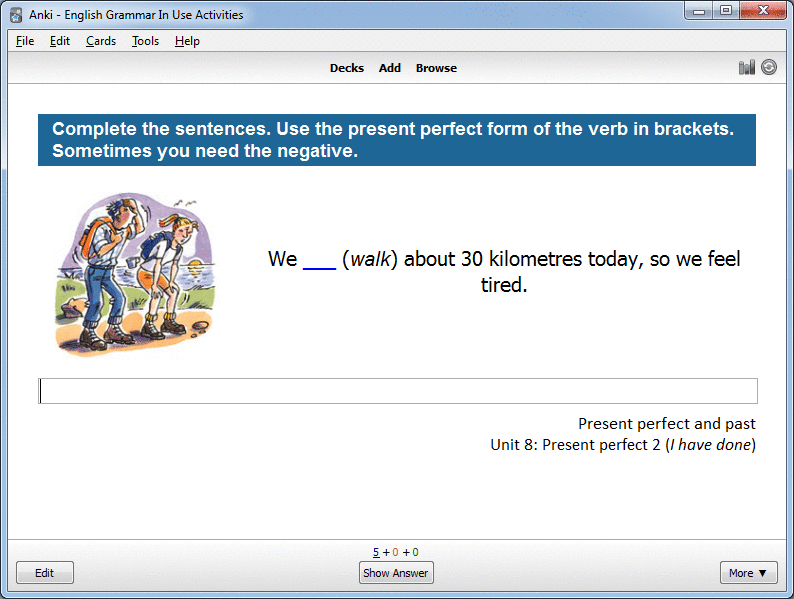 Anki - English Grammar In Use Activities
File Edit Cards Tools Help
Decks Add Browse
Complete the sentences. Use the present perfect form of the verb in brackets.
Sometimes you need the negative.
We ___ (walk) about 30 kilometres today, so we feel
tired.
Present perfect and past
Unit 8: Present perfect 2 (I have done)
5 + 0 + 0
Edit Show Answer More ▼